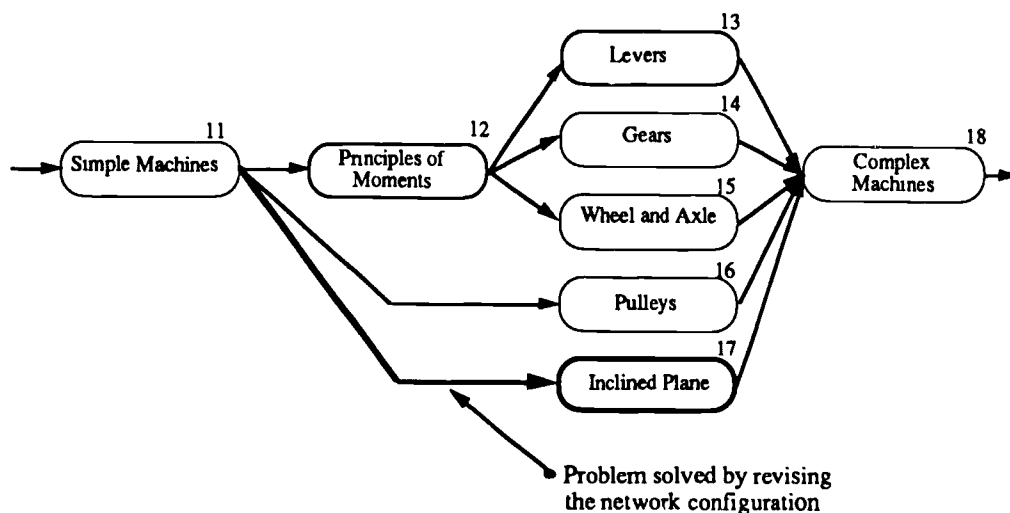 13
Levers
14
Gears
11
Simple Machines
12
Principles of
Moments
18
Complex
Machines
15
Wheel and Axle
16
Pulleys
17
Inclined Plane
Problem solved by revising
the network configuration